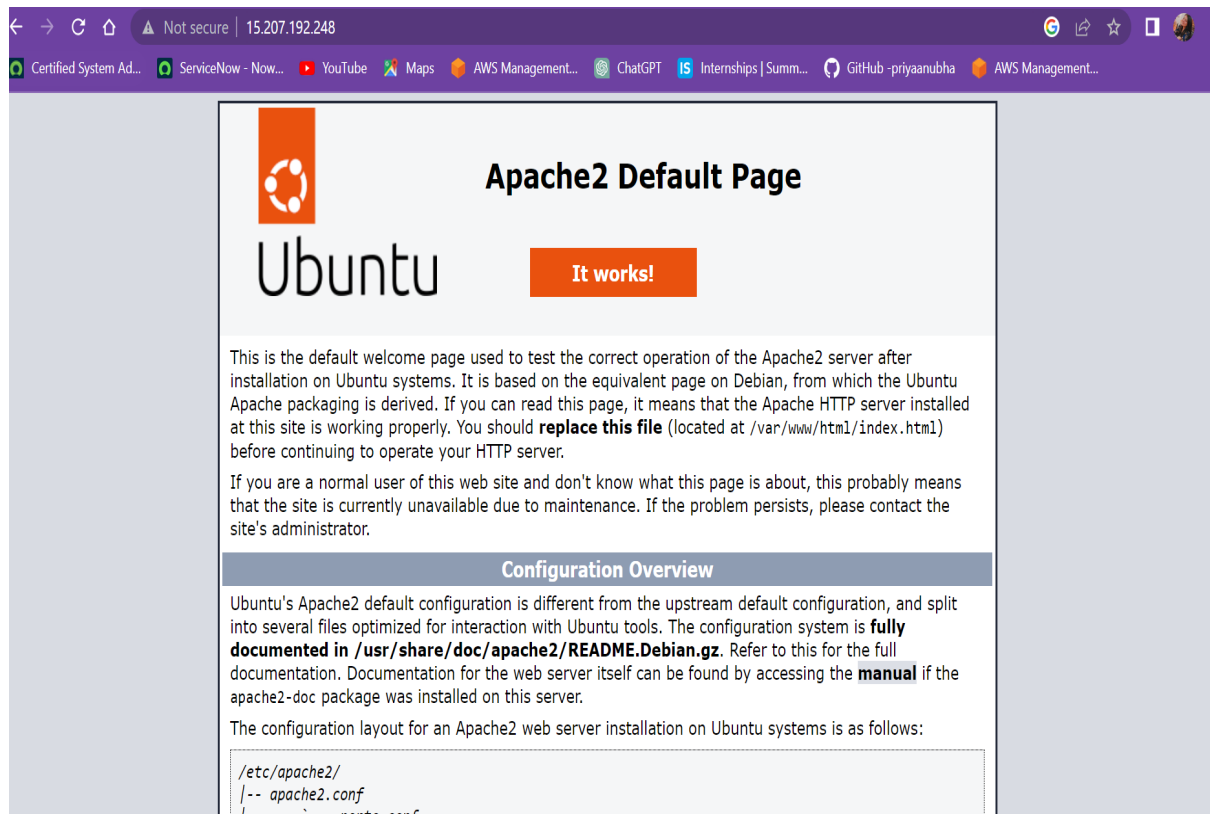 Not secure | 15.207.192.248
Certified System Ad... ServiceNow - Now... YouTube Maps AWS Management... ChatGPT IS Internships | Summ... GitHub -priyaanubha AWS Management...
Apache2 Default Page
Ubuntu
It works!
This is the default welcome page used to test the correct operation of the Apache2 server after
installation on Ubuntu systems. It is based on the equivalent page on Debian, from which the Ubuntu
Apache packaging is derived. If you can read this page, it means that the Apache HTTP server installed
at this site is working properly. You should replace this file (located at /var/www/html/index.html)
before continuing to operate your HTTP server.
If you are a normal user of this web site and don't know what this page is about, this probably means
that the site is currently unavailable due to maintenance. If the problem persists, please contact the
site's administrator.
Configuration Overview
Ubuntu's Apache2 default configuration is different from the upstream default configuration, and split
into several files optimized for interaction with Ubuntu tools. The configuration system is fully
documented in /usr/share/doc/apache2/README.Debian.gz. Refer to this for the full
documentation. Documentation for the web server itself can be found by accessing the manual if the
apache2-doc package was installed on this server.
The configuration layout for an Apache2 web server installation on Ubuntu systems is as follows:
/etc/apache2/
|-- apache2.conf